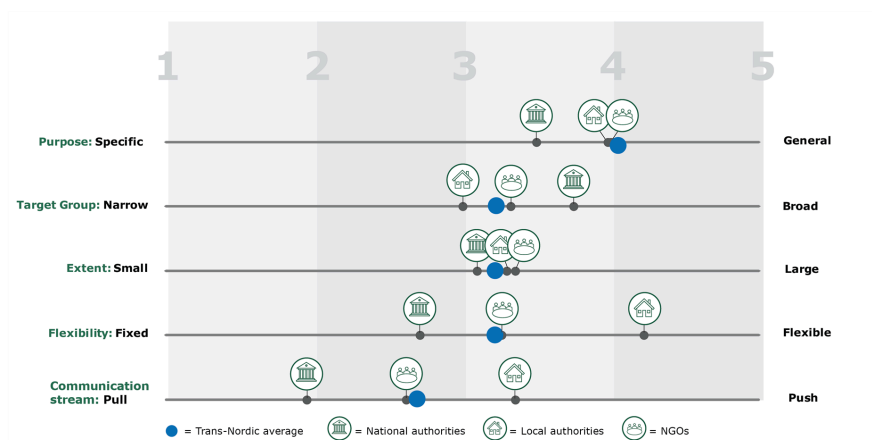 1 2 3 4 5
Purpose: Specific General
Target Group: Narrow Broad
Extent: Small Large
Flexibility: Fixed Flexible
Communication
stream: Pull Push
= Trans-Nordic average = National authorities = Local authorities = NGOs